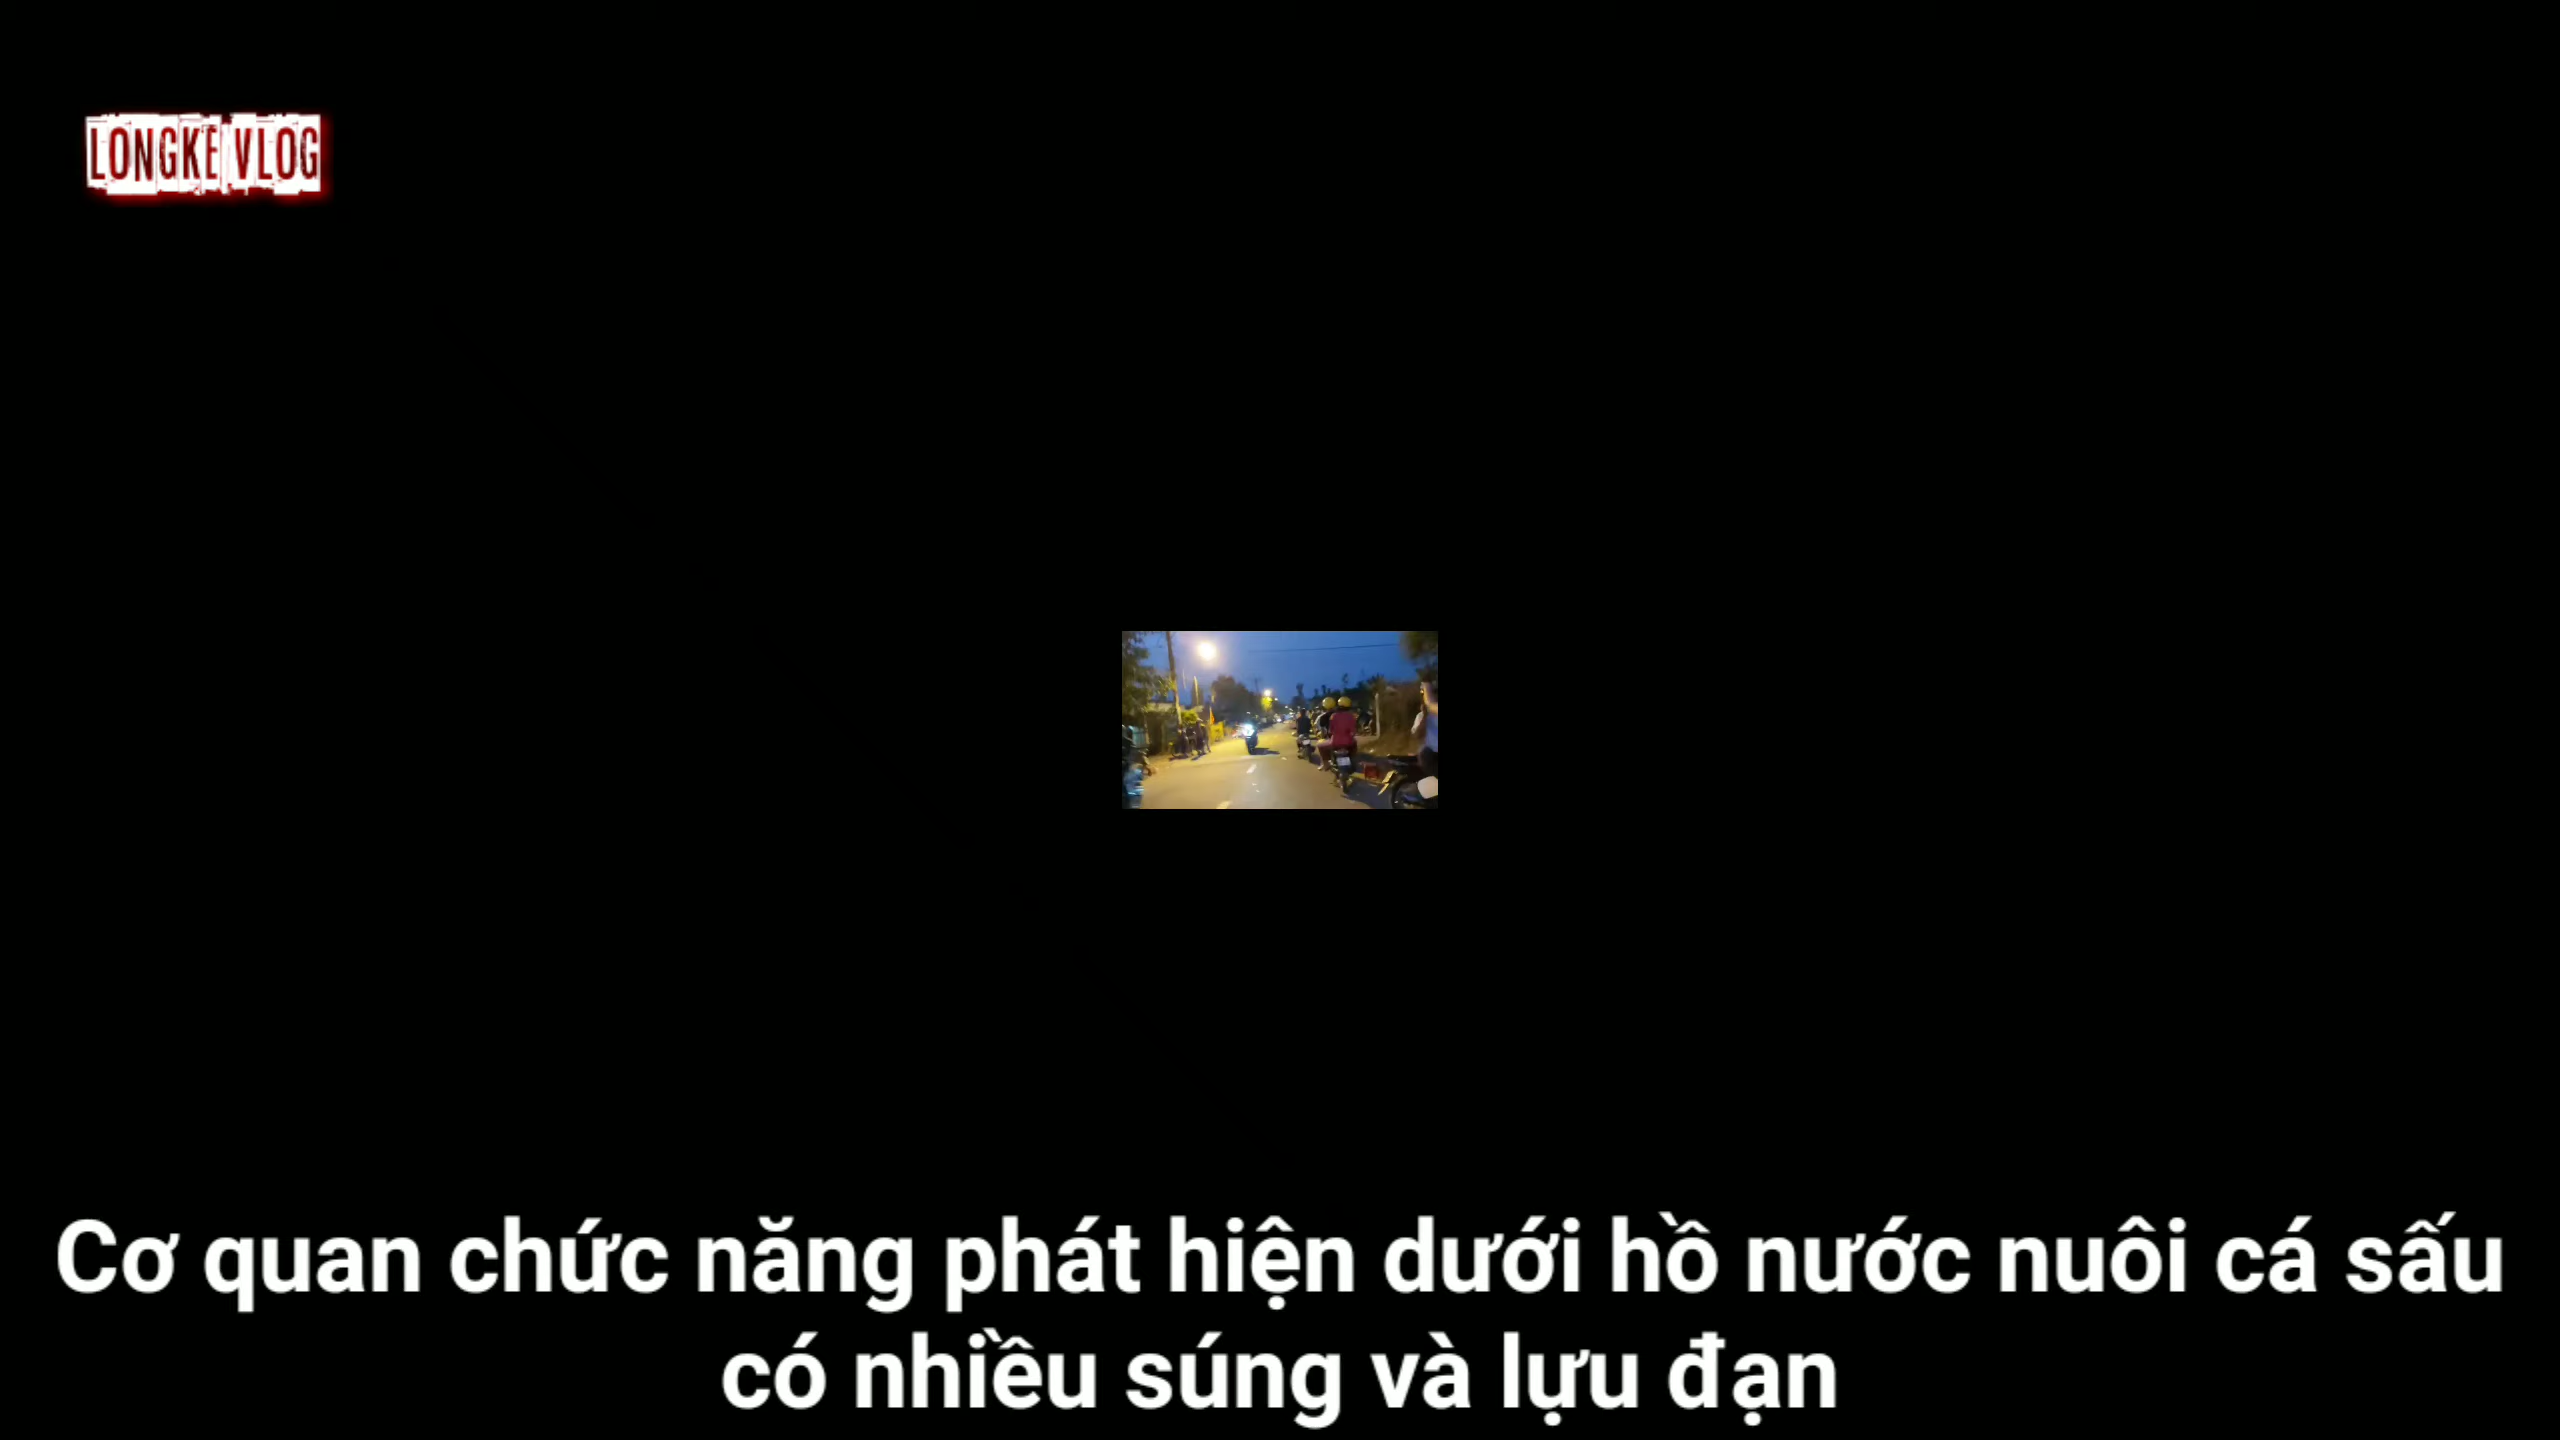 LONGKE VLOG
Cơ quan chức năng phát hiện dưới hồ nước nuôi cá sấu
có nhiều súng và lựu đạn